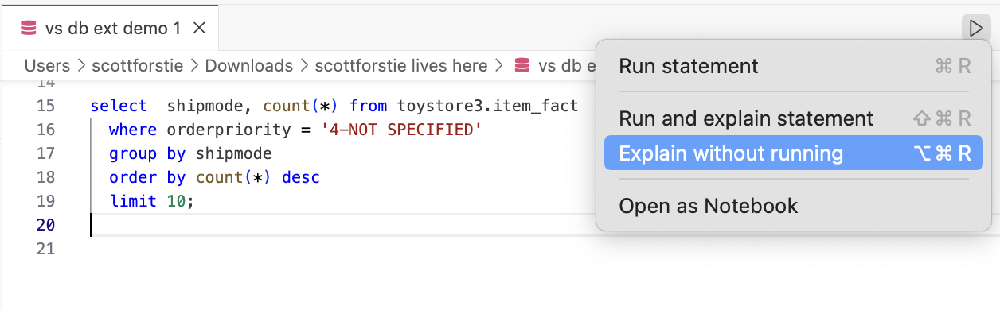 vs db ext demo 1
Users > scottforstie > Downloads > scottforstie lives here > vs db e
14
15 select  shipmode, count(*) from toystore3.item_fact
16 where orderpriority = '4-NOT SPECIFIED'
17 group by shipmode
18 order by count(*) desc
19 limit 10;
20
21
Run statement ⌘ R
Run and explain statement ⇧ ⌘ R
Explain without running ⌥ ⌘ R
Open as Notebook